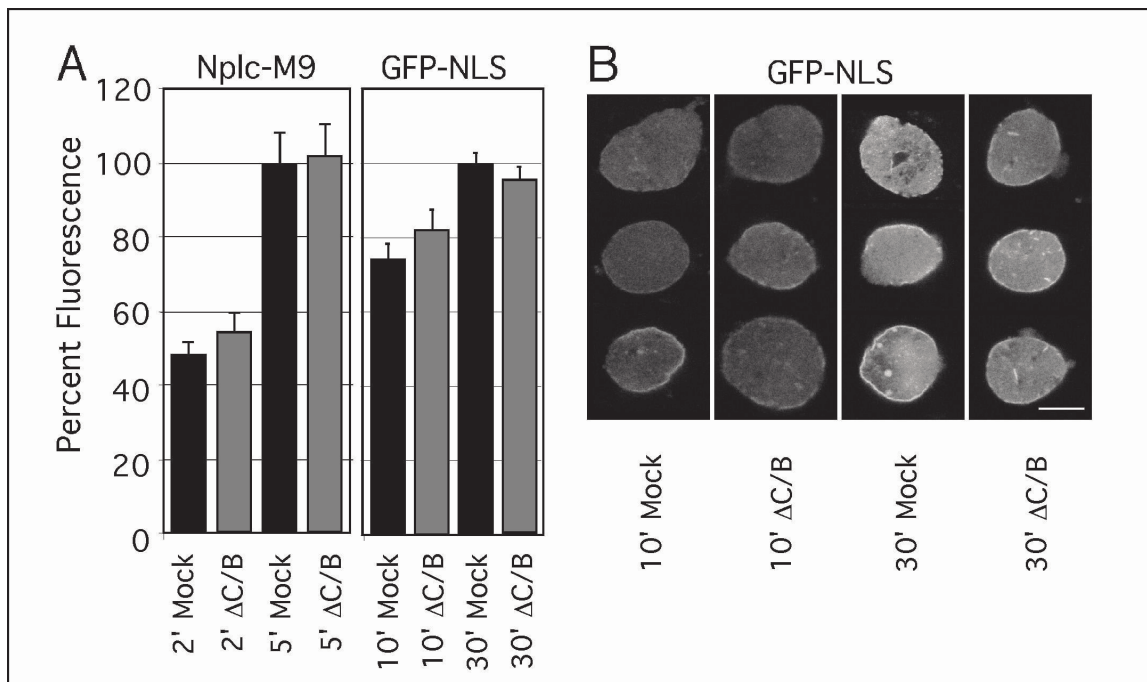 A
Nplc-M9
GFP-NLS
Percent Fluorescence
120
100
80
60
40
20
0
2' Mock
2' ΔC/B
5' Mock
5' ΔC/B
10' Mock
10' ΔC/B
30' Mock
30' ΔC/B
B
GFP-NLS
10' Mock
10' ΔC/B
30' Mock
30' ΔC/B